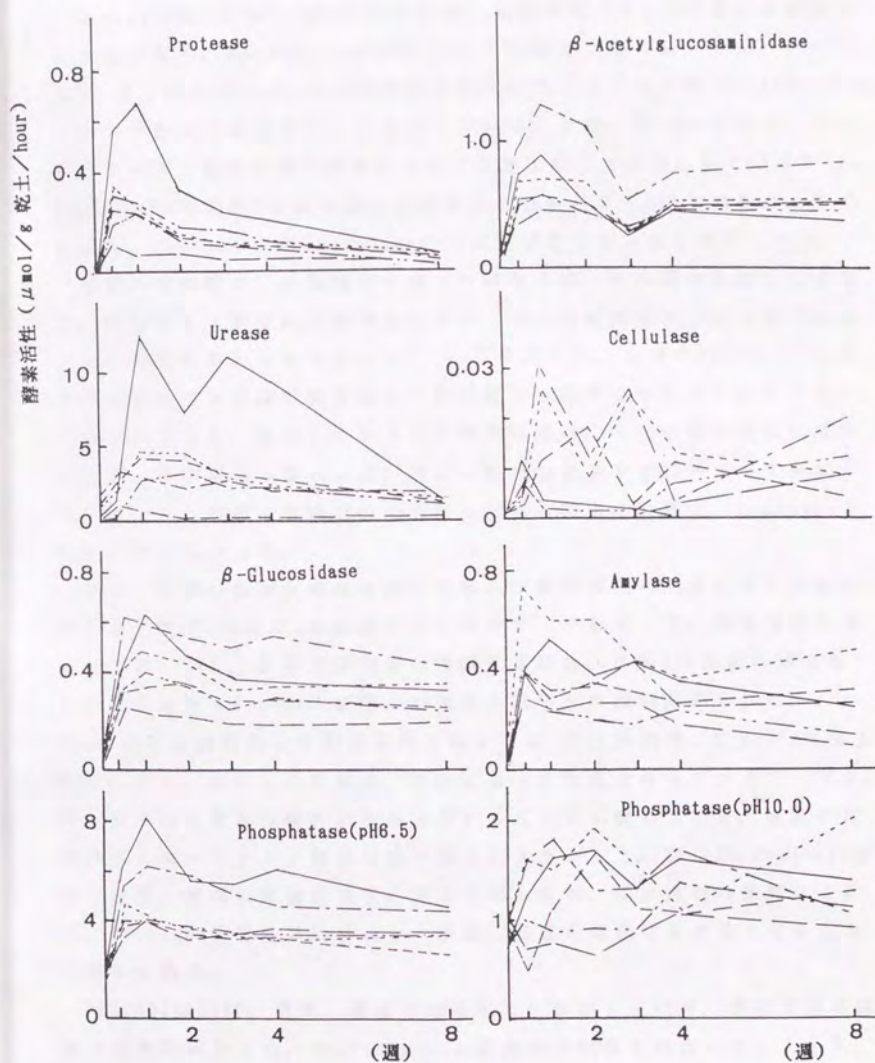 Protease
β-Acetylglucosaminidase
0.8
0.4
0
1.0
0
酵素活性(μmol/g 乾土/hour)
Urease
Cellulase
10
5
0
0.03
0
β-Glucosidase
Amylase
0.8
0.4
0
0.8
0.4
0
Phosphatase(pH6.5)
Phosphatase(pH10.0)
8
4
0
2
1
0
0 2 4 8
(週)
0 2 4 8
(週)